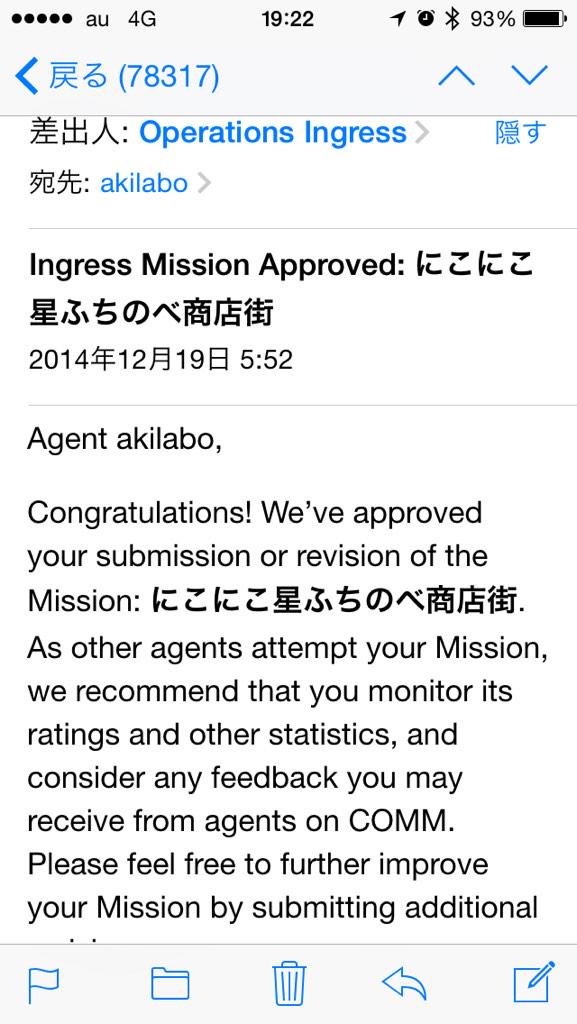 au 4G 19:22 93%
戻る (78317)
差出人: Operations Ingress 隠す
宛先: akilabo
Ingress Mission Approved: にこにこ
星ふちのべ商店街
2014年12月19日 5:52
Agent akilabo,
Congratulations! We’ve approved
your submission or revision of the
Mission: にこにこ星ふちのべ商店街.
As other agents attempt your Mission,
we recommend that you monitor its
ratings and other statistics, and
consider any feedback you may
receive from agents on COMM.
Please feel free to further improve
your Mission by submitting additional